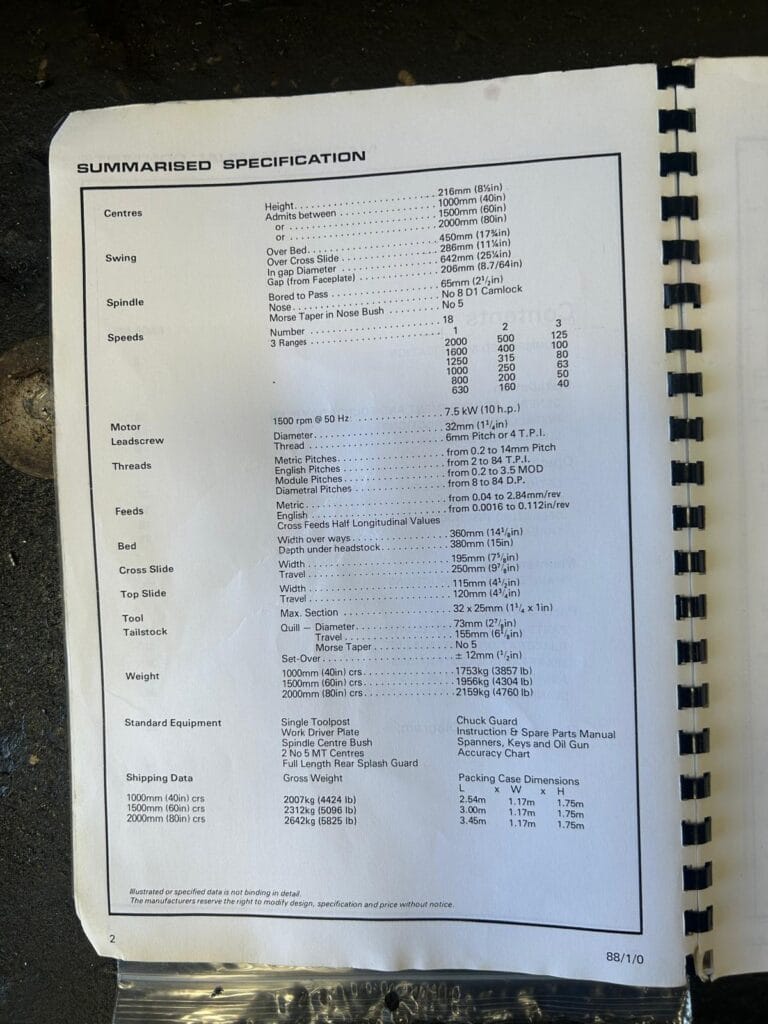 SUMMARISED SPECIFICATION
Centres Height. . . . . . . . . . . . . . . . . . . . . . 216mm (8½in)
Admits between . . . . . . . . . . . . . . . 1000mm (40in)
or . . . . . . . . . . . . . . . . . . . . . . . 1500mm (60in)
or . . . . . . . . . . . . . . . . . . . . . . . 2000mm (80in)
Swing Over Bed. . . . . . . . . . . . . . . . . . . . 450mm (17¾in)
Over Cross Slide . . . . . . . . . . . . . . 286mm (11¼in)
In gap Diameter . . . . . . . . . . . . . . . 642mm (25¼in)
Gap (from Faceplate) . . . . . . . . . . . . 206mm (8.7/64in)
Spindle Bored to Pass . . . . . . . . . . . . . . . . 65mm (2½in)
Nose. . . . . . . . . . . . . . . . . . . . . . . No 8 D1 Camlock
Morse Taper in Nose Bush . . . . . . . . No 5
Speeds Number . . . . . . . . . . . . . . . . . . . . . 18
3 Ranges . . . . . . . . . . . . . . . . . . . . 1 2 3
2000 500 125
1600 400 100
1250 315 80
1000 250 63
800 200 50
630 160 40
Motor 1500 rpm @ 50 Hz . . . . . . . . . . . . . . 7.5 kW (10 h.p.)
Leadscrew Diameter. . . . . . . . . . . . . . . . . . . . 32mm (1¼in)
Thread . . . . . . . . . . . . . . . . . . . . . 6mm Pitch or 4 T.P.I.
Threads Metric Pitches. . . . . . . . . . . . . . . . from 0.2 to 14mm Pitch
English Pitches . . . . . . . . . . . . . . . . from 2 to 84 T.P.I.
Module Pitches. . . . . . . . . . . . . . . . from 0.2 to 3.5 MOD
Diametral Pitches . . . . . . . . . . . . . . from 8 to 84 D.P.
Feeds Metric. . . . . . . . . . . . . . . . . . . . . . from 0.04 to 2.84mm/rev
English . . . . . . . . . . . . . . . . . . . . . from 0.0016 to 0.112in/rev
Cross Feeds Half Longitudinal Values
Bed Width over ways. . . . . . . . . . . . . . . 360mm (14⅛in)
Depth under headstock. . . . . . . . . . . 380mm (15in)
Cross Slide Width . . . . . . . . . . . . . . . . . . . . . . 195mm (7⅝in)
Travel . . . . . . . . . . . . . . . . . . . . . . 250mm (9⅞in)
Top Slide Width . . . . . . . . . . . . . . . . . . . . . . 115mm (4½in)
Travel . . . . . . . . . . . . . . . . . . . . . . 120mm (4¾in)
Tool Max. Section . . . . . . . . . . . . . . . . 32 x 25mm (1¼ x 1in)
Tailstock Quill — Diameter. . . . . . . . . . . . . . . 73mm (2⅞in)
Travel . . . . . . . . . . . . . . . . . 155mm (6⅛in)
Morse Taper . . . . . . . . . . . . No 5
Set-Over. . . . . . . . . . . . . . . . . . . . ± 12mm (½in)
Weight 1000mm (40in) crs. . . . . . . . . . . . . . 1753kg (3857 lb)
1500mm (60in) crs. . . . . . . . . . . . . . 1956kg (4304 lb)
2000mm (80in) crs. . . . . . . . . . . . . . 2159kg (4760 lb)
Standard Equipment Single Toolpost Chuck Guard
Work Driver Plate Instruction & Spare Parts Manual
Spindle Centre Bush Spanners, Keys and Oil Gun
2 No 5 MT Centres Accuracy Chart
Full Length Rear Splash Guard
Shipping Data Gross Weight Packing Case Dimensions
L x W x H
1000mm (40in) crs 2007kg (4424 lb) 2.54m 1.17m 1.75m
1500mm (60in) crs 2312kg (5096 lb) 3.00m 1.17m 1.75m
2000mm (80in) crs 2642kg (5825 lb) 3.45m 1.17m 1.75m
Illustrated or specified data is not binding in detail.
The manufacturers reserve the right to modify design, specification and price without notice.
2
88/1/0